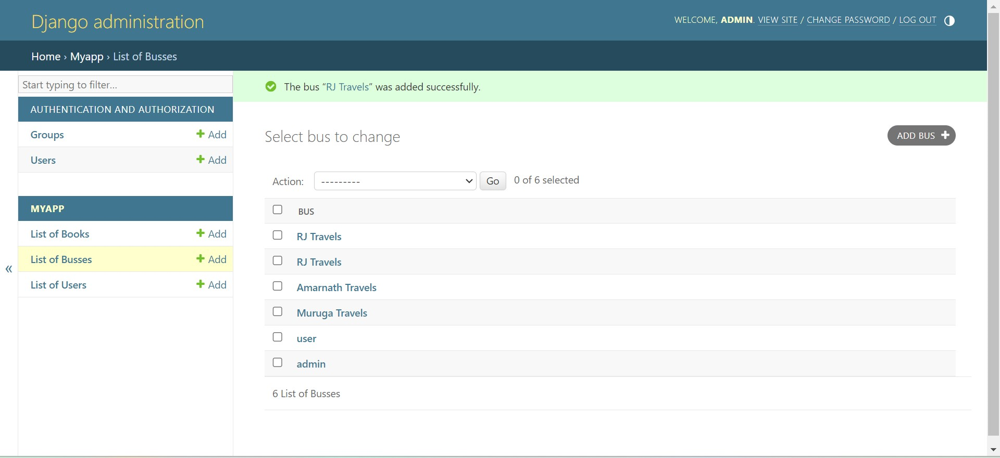 Django administration
WELCOME, ADMIN. VIEW SITE / CHANGE PASSWORD / LOG OUT
Home › Myapp › List of Busses
Start typing to filter...
The bus “RJ Travels” was added successfully.
AUTHENTICATION AND AUTHORIZATION
Groups
Add
Users
Add
MYAPP
List of Books
Add
List of Busses
Add
List of Users
Add
«
Select bus to change
ADD BUS
Action:
---------
Go
0 of 6 selected
BUS
RJ Travels
RJ Travels
Amarnath Travels
Muruga Travels
user
admin
6 List of Busses